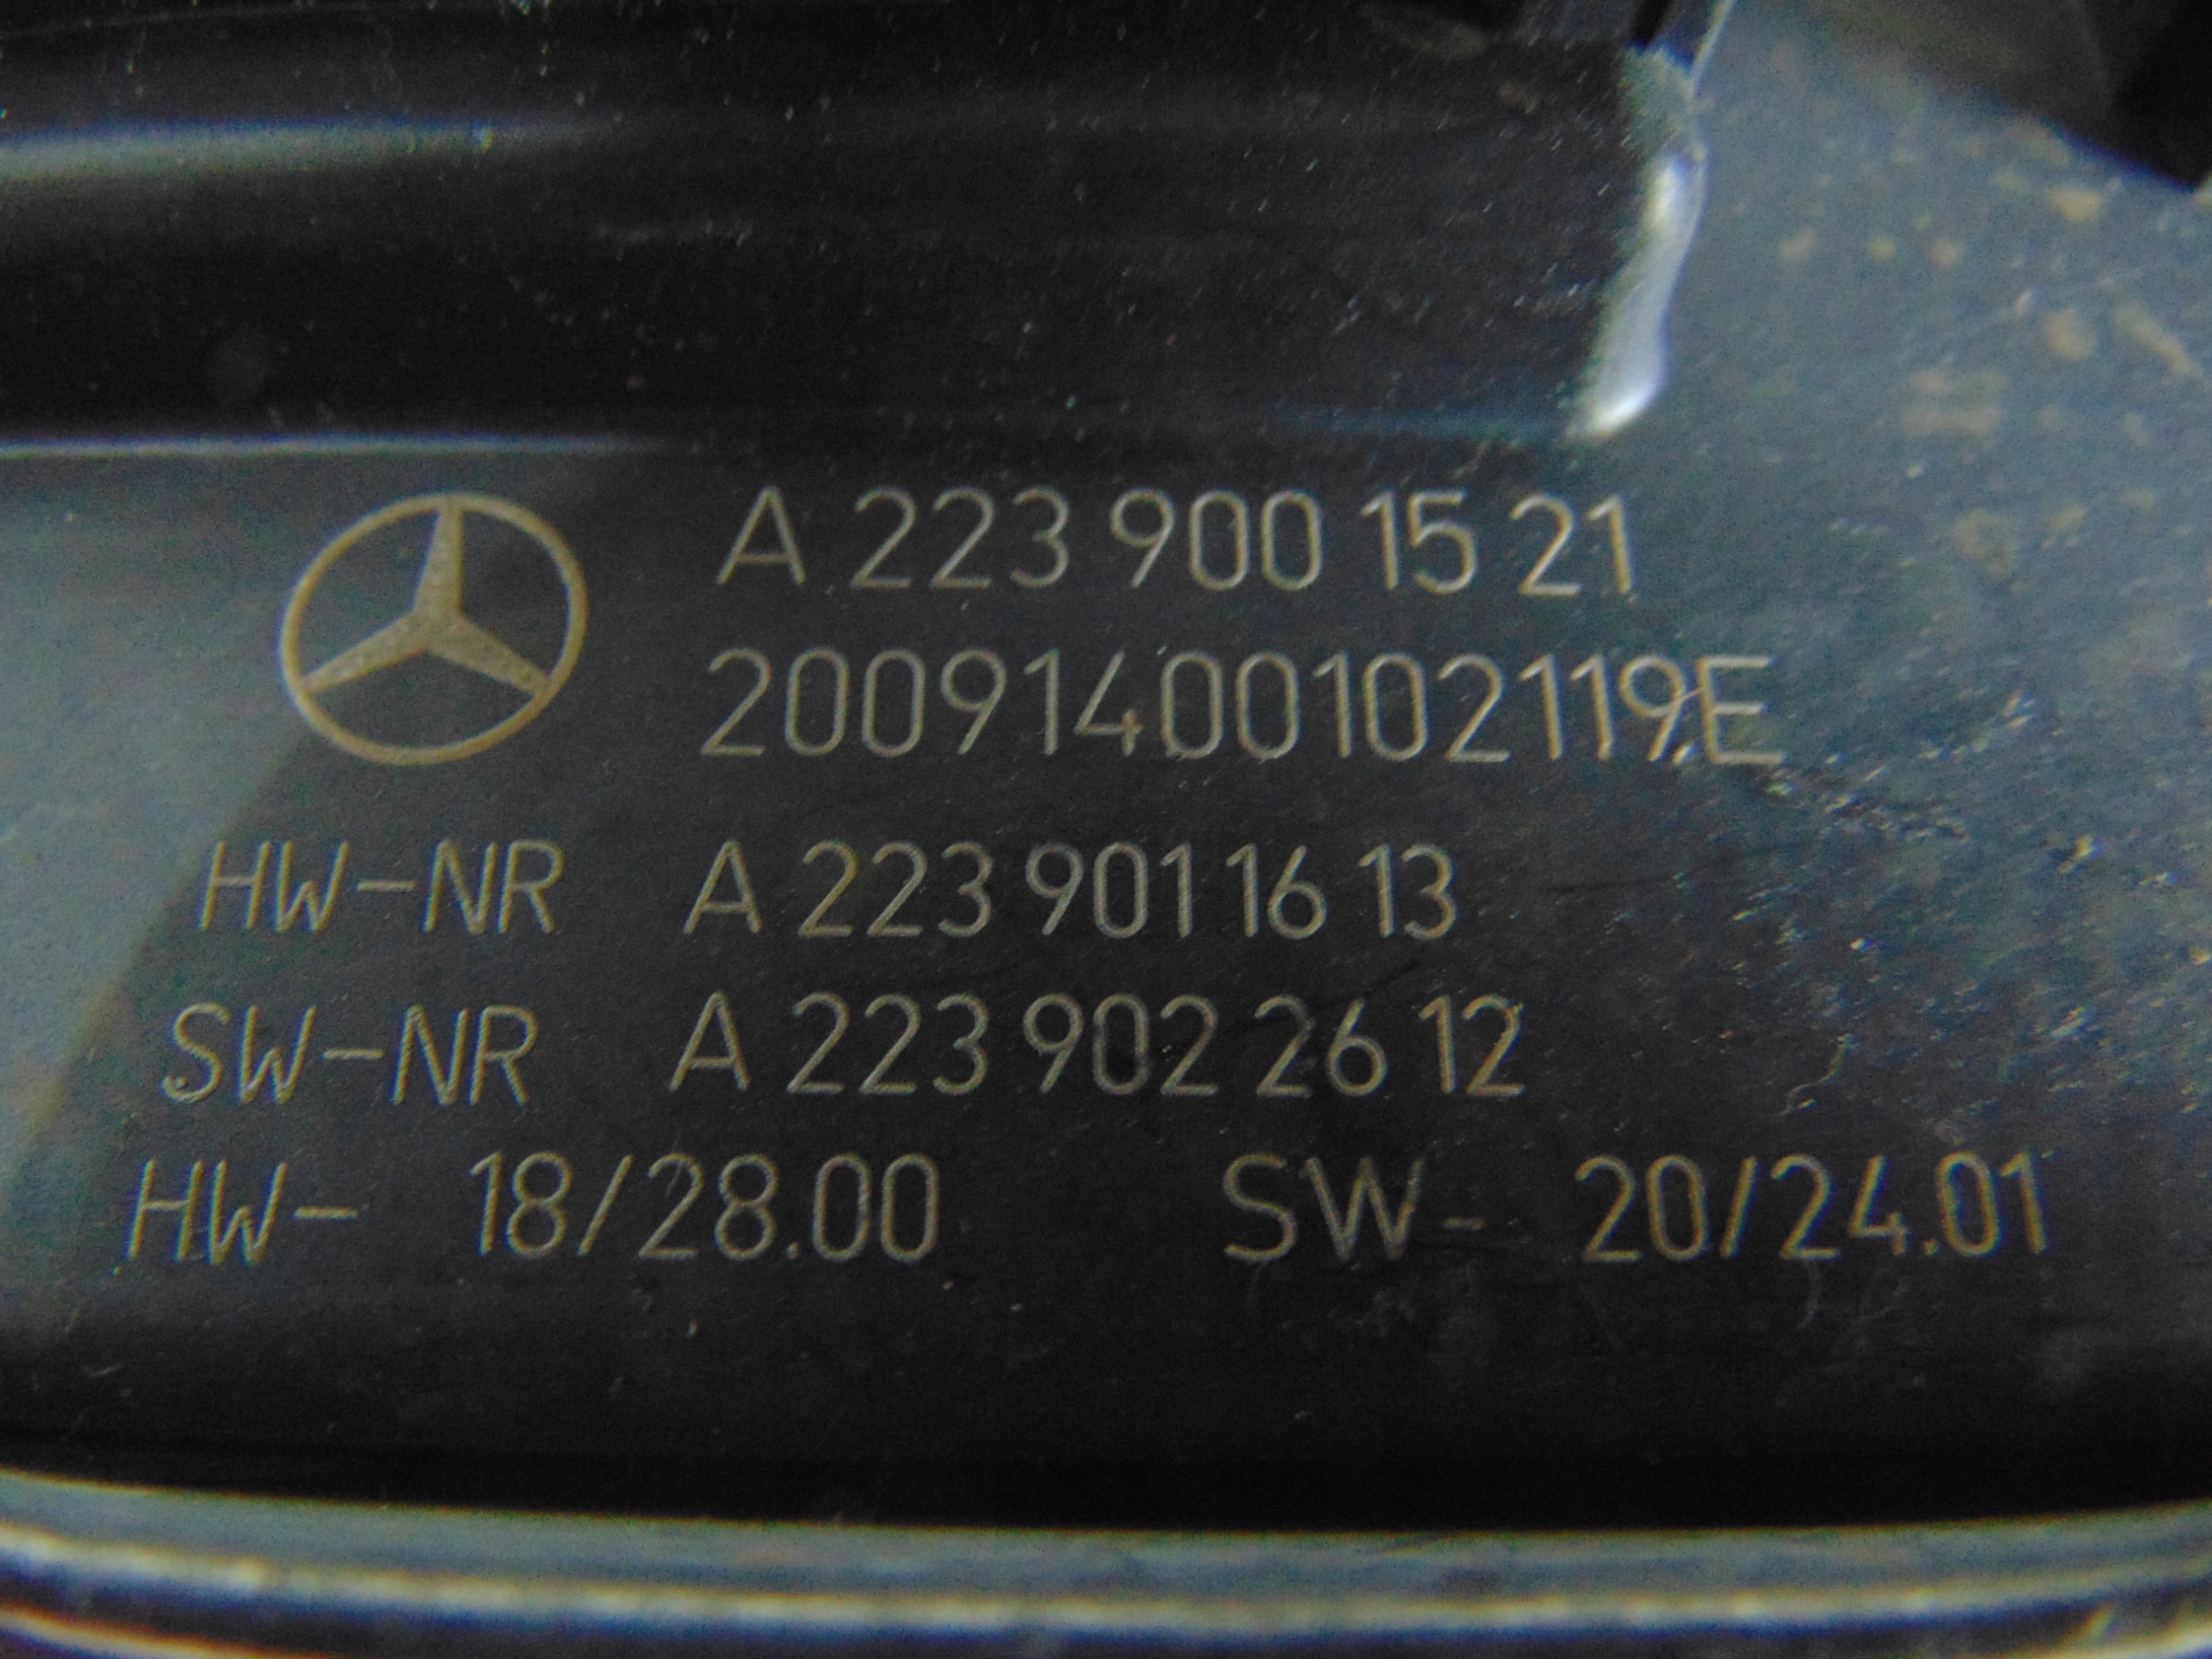 A 223 900 15 21
20091400102119E
HW-NR A 223 901 16 13
SW-NR A 223 902 26 12
HW- 18/28.00 SW- 20/24.01